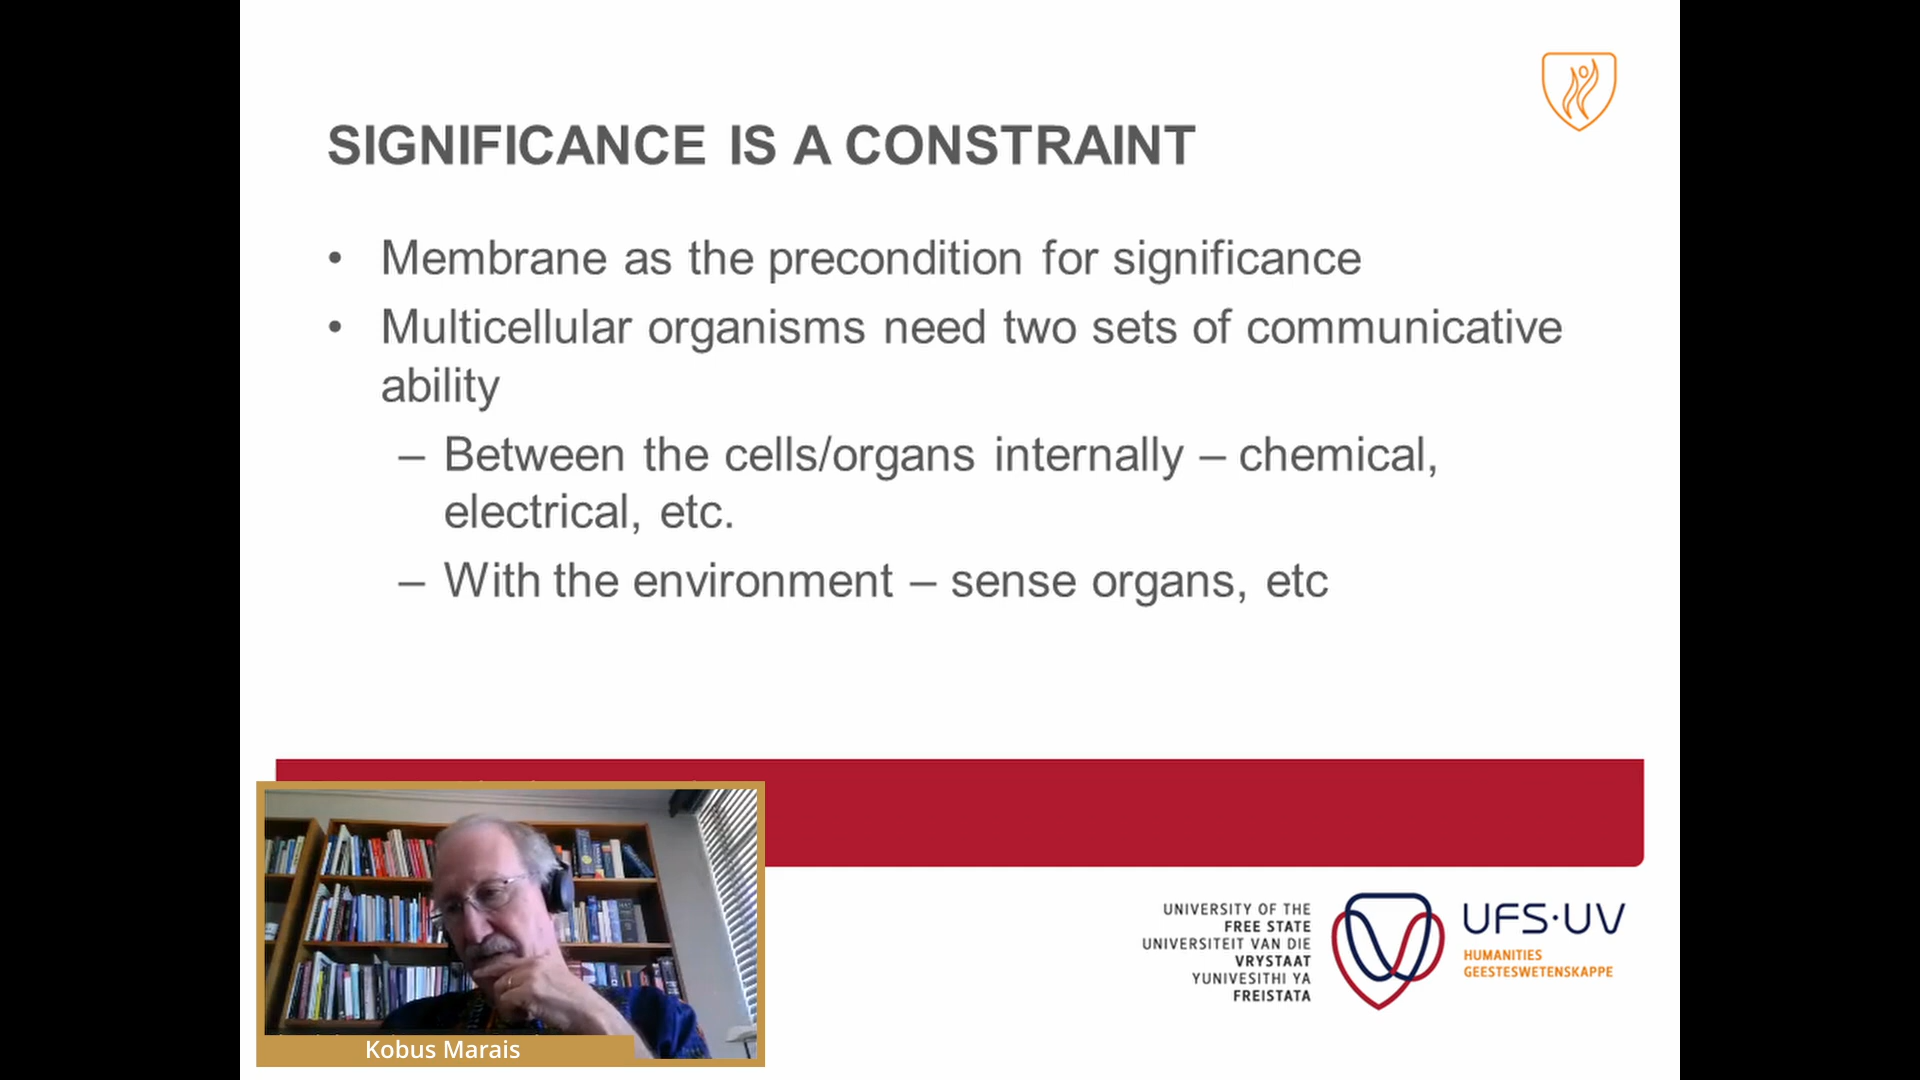 SIGNIFICANCE IS A CONSTRAINT
• Membrane as the precondition for significance
• Multicellular organisms need two sets of communicative
ability
– Between the cells/organs internally – chemical,
electrical, etc.
– With the environment – sense organs, etc
UNIVERSITY OF THE
FREE STATE
UNIVERSITEIT VAN DIE
VRYSTAAT
YUNIVESITHI YA
FREISTATA
UFS·UV
HUMANITIES
GEESTESWETENSKAPPE
Kobus Marais